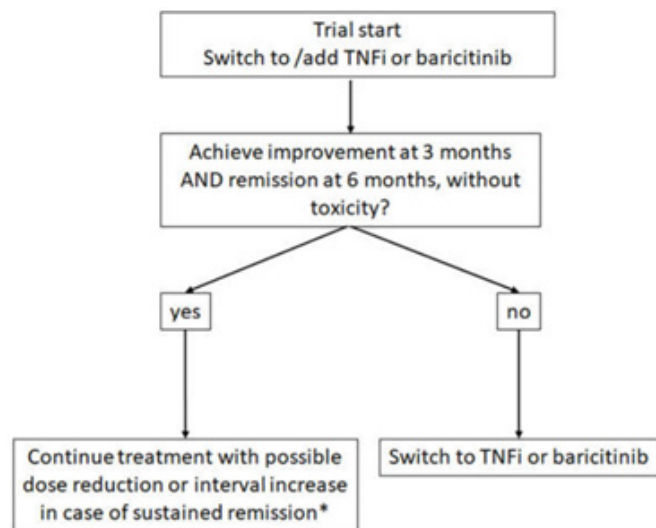 Trial start
Switch to /add TNFi or baricitinib
Achieve improvement at 3 months
AND remission at 6 months, without
toxicity?
yes
no
Continue treatment with possible
dose reduction or interval increase
in case of sustained remission*
Switch to TNFi or baricitinib